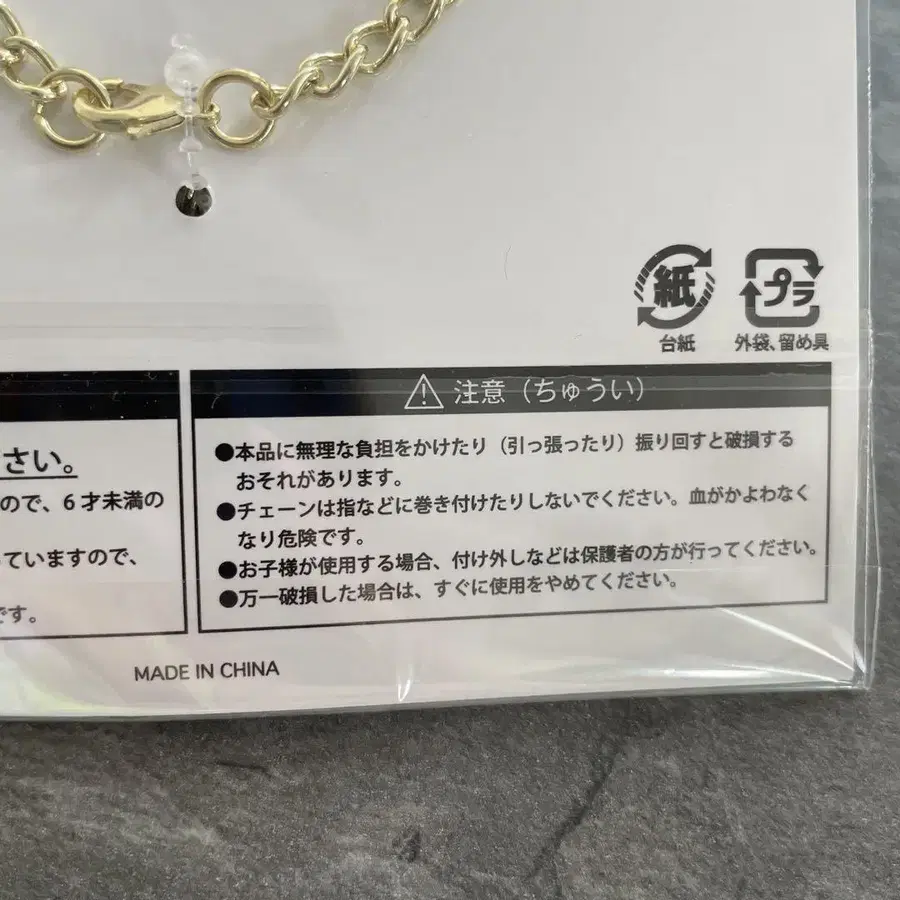 紙
プラ
台紙
外袋、留め具
さい。
ので、6才未満の
ていますので、
です。
注意（ちゅうい）
●本品に無理な負担をかけたり（引っ張ったり）振り回すと破損する
おそれがあります。
●チェーンは指などに巻き付けたりしないでください。血がかよわなく
なり危険です。
●お子様が使用する場合、付け外しなどは保護者の方が行ってください。
●万一破損した場合は、すぐに使用をやめてください。
MADE IN CHINA